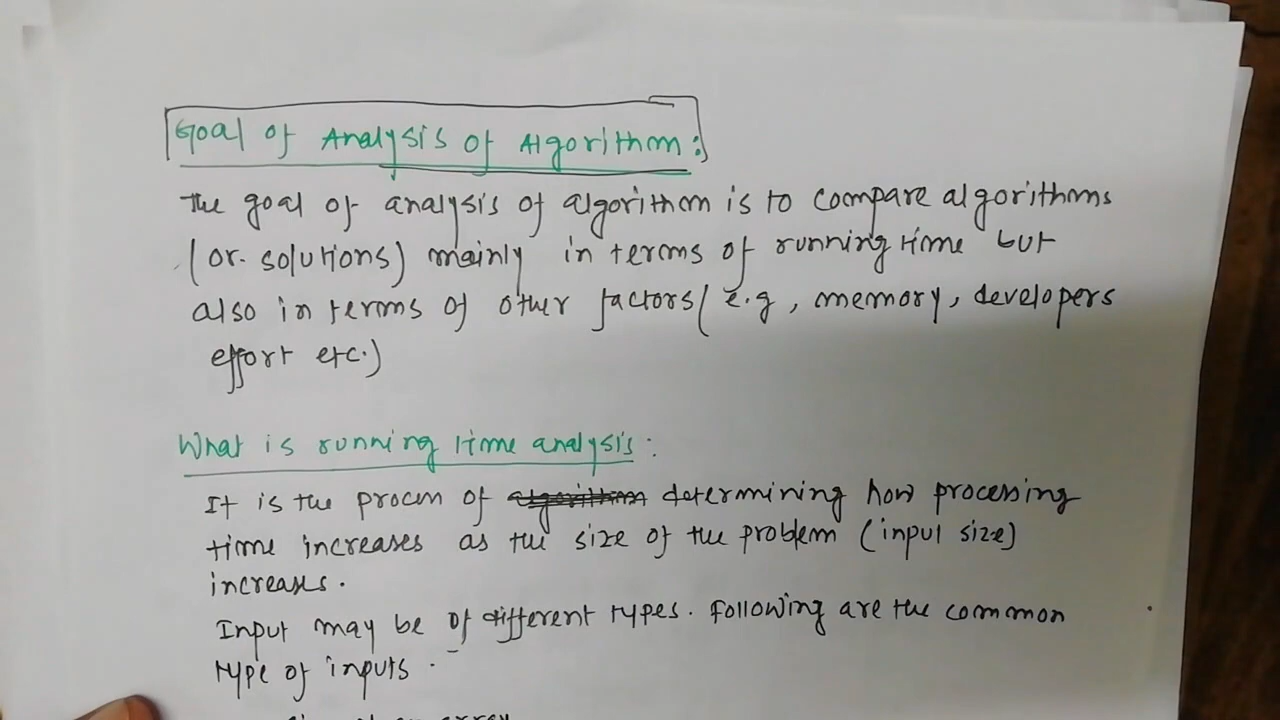 Goal of Analysis of Algorithm:
The goal of analysis of algorithm is to compare algorithms
(or solutions) mainly in terms of running time but
also in terms of other factors (e.g, memory, developers
effort etc.)
What is running time analysis:
It is the process of algorithm determining how processing
time increases as the size of the problem (input size)
increases.
Input may be of different types. Following are the common
type of inputs.
array